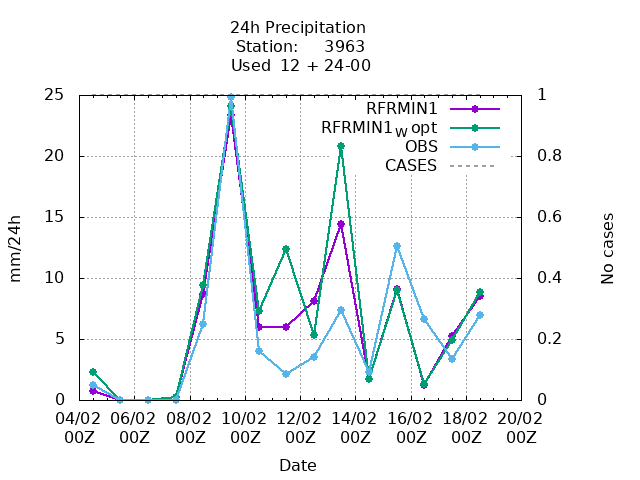 24h Precipitation
Station: 3963
Used 12 + 24-00
25 1
RFRMIN1
RFRMIN1w opt
OBS
CASES
20 0.8
15 0.6
mm/24h
No cases
10 0.4
5 0.2
0 0
04/02 06/02 08/02 10/02 12/02 14/02 16/02 18/02 20/02
00Z 00Z 00Z 00Z 00Z 00Z 00Z 00Z 00Z
Date